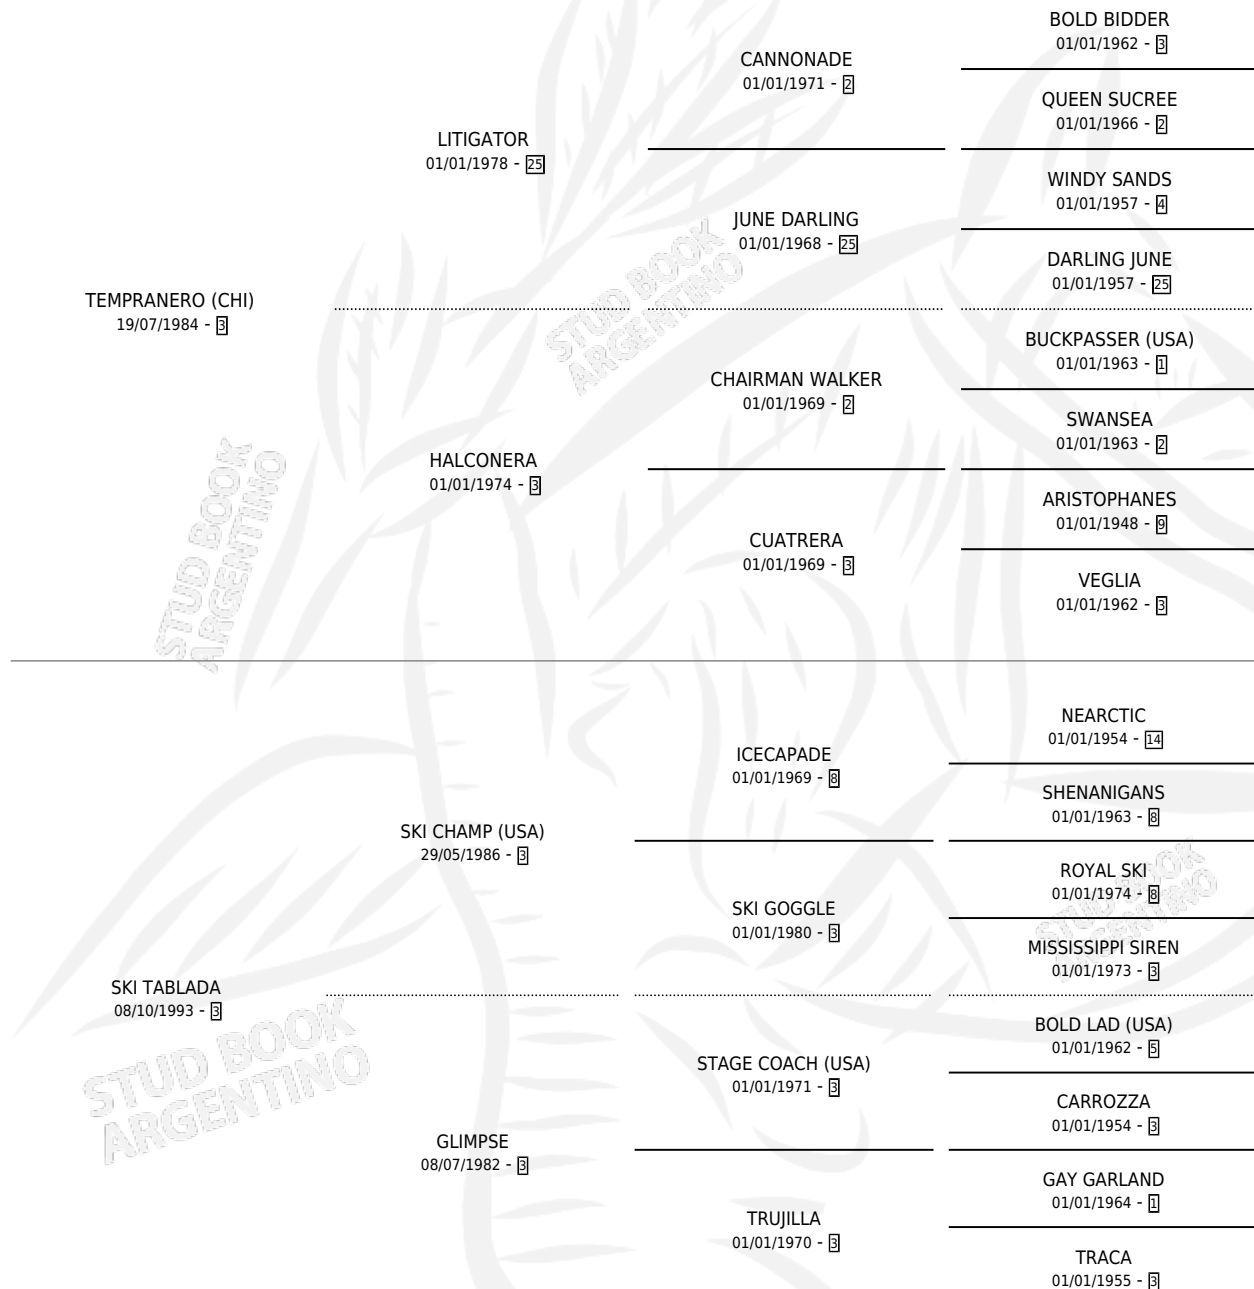 BOLD BIDDER
01/01/1962 - 3
CANNONADE
01/01/1971 - 2
QUEEN SUCREE
01/01/1966 - 2
LITIGATOR
01/01/1978 - 25
WINDY SANDS
01/01/1957 - 4
JUNE DARLING
01/01/1968 - 25
DARLING JUNE
01/01/1957 - 25
TEMPRANERO (CHI)
19/07/1984 - 3
BUCKPASSER (USA)
01/01/1963 - 1
CHAIRMAN WALKER
01/01/1969 - 2
SWANSEA
01/01/1963 - 2
HALCONERA
01/01/1974 - 3
ARISTOPHANES
01/01/1948 - 9
CUATRERA
01/01/1969 - 3
VEGLIA
01/01/1962 - 3
STUD BOOK
ARGENTINO
STUD BOOK
ARGENTINO
NEARCTIC
01/01/1954 - 14
ICECAPADE
01/01/1969 - 8
SHENANIGANS
01/01/1963 - 8
SKI CHAMP (USA)
29/05/1986 - 3
ROYAL SKI
01/01/1974 - 8
SKI GOGGLE
01/01/1980 - 3
MISSISSIPPI SIREN
01/01/1973 - 3
SKI TABLADA
08/10/1993 - 3
BOLD LAD (USA)
01/01/1962 - 5
STAGE COACH (USA)
01/01/1971 - 3
CARROZZA
01/01/1954 - 3
GLIMPSE
08/07/1982 - 3
GAY GARLAND
01/01/1964 - 1
TRUJILLA
01/01/1970 - 3
TRACA
01/01/1955 - 3
STUD BOOK
ARGENTINO
STUD BOOK
ARGENTINO